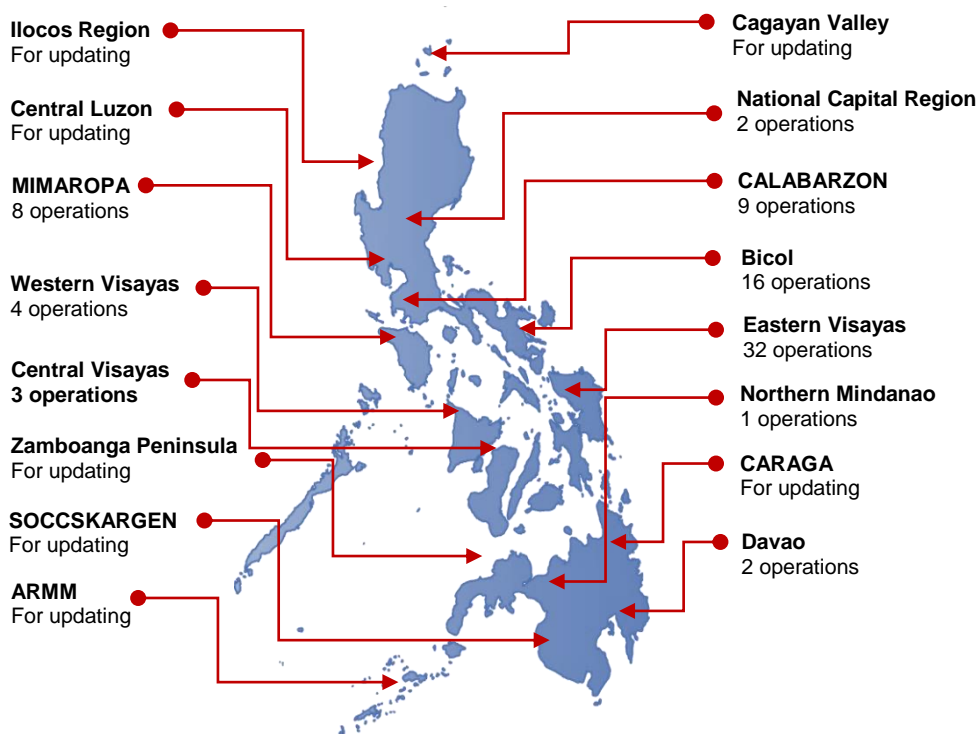 Ilocos Region
For updating
Central Luzon
For updating
MIMAROPA
8 operations
Western Visayas
4 operations
Central Visayas
3 operations
Zamboanga Peninsula
For updating
SOCCSKARGEN
For updating
ARMM
For updating
Cagayan Valley
For updating
National Capital Region
2 operations
CALABARZON
9 operations
Bicol
16 operations
Eastern Visayas
32 operations
Northern Mindanao
1 operations
CARAGA
For updating
Davao
2 operations